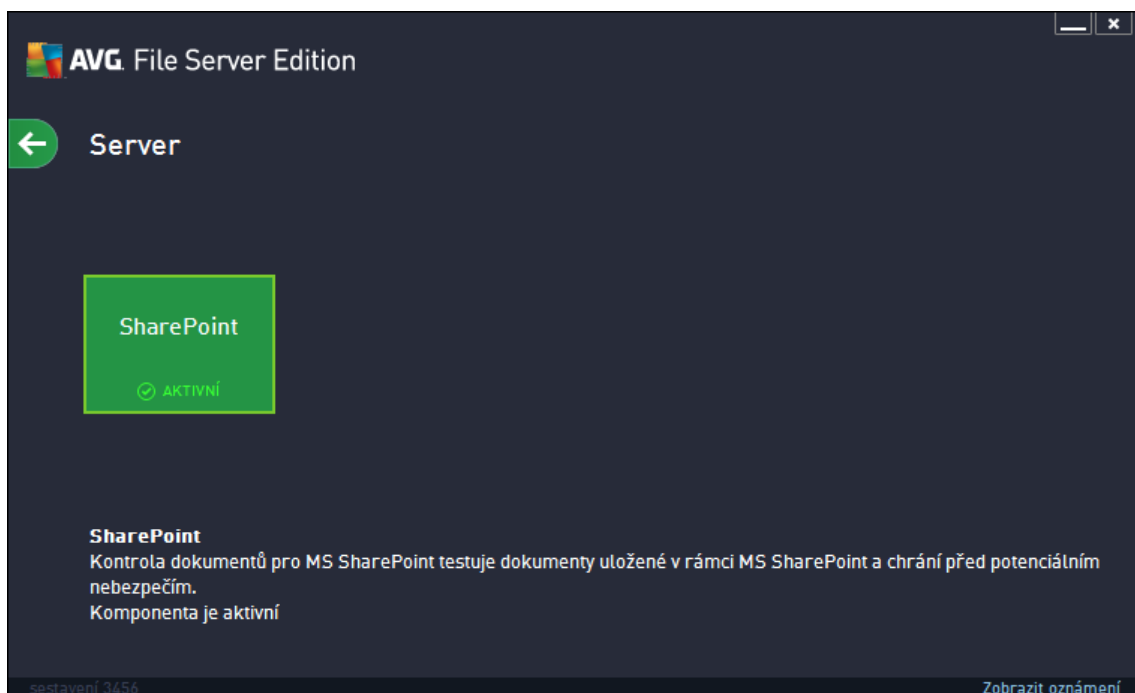 AVG. File Server Edition
Server
SharePoint
AKTIVNÍ
SharePoint
Kontrola dokumentů pro MS SharePoint testuje dokumenty uložené v rámci MS SharePoint a chrání před potenciálním
nebezpečím.
Komponenta je aktivní
sestavení 3456
Zobrazit oznámení